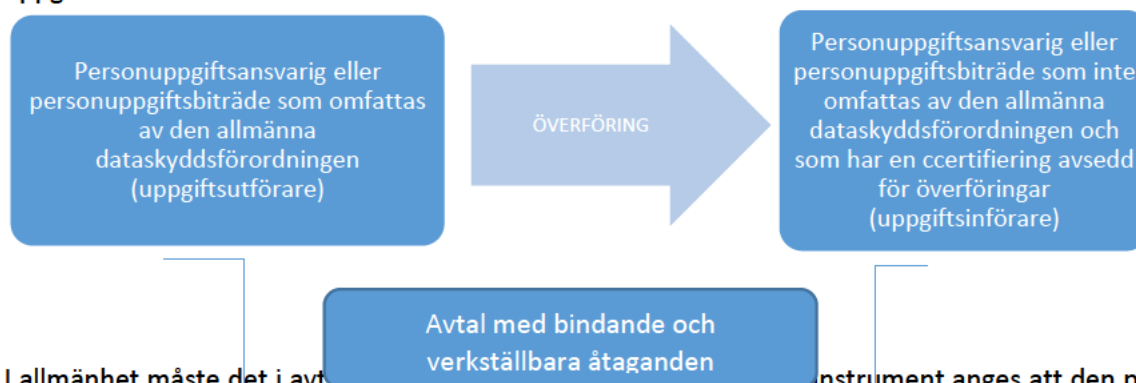 Personuppgiftsansvarig eller
personuppgiftsbiträde som omfattas
av den allmänna
dataskyddsförordningen
(uppgiftsutförare)
ÖVERFÖRING
Personuppgiftsansvarig eller
personuppgiftsbiträde som inte
omfattas av den allmänna
dataskyddsförordningen och
som har en ccertifiering avsedd
för överföringar
(uppgiftsinförare)
Avtal med bindande och
verkställbara åtaganden
I allmänhet måste det i avt nstrument anges att den p